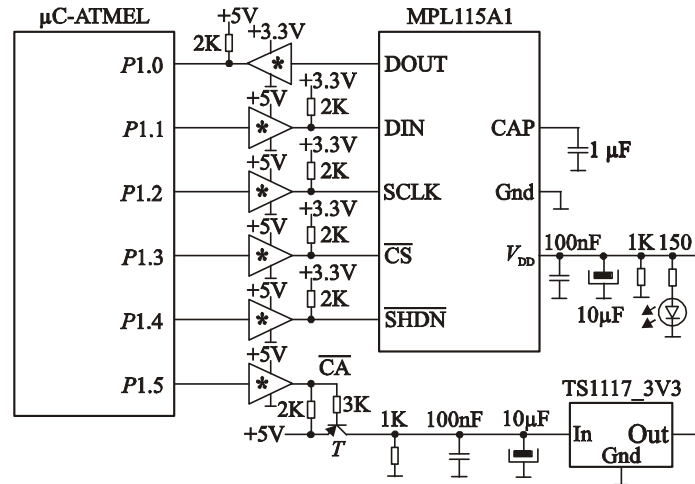 µC-ATMEL
MPL115A1
+5V
2K
+3.3V
*
P1.0
DOUT
+5V
*
+3.3V
2K
P1.1
DIN
CAP
1 µF
+5V
*
+3.3V
2K
P1.2
SCLK
Gnd
+5V
*
+3.3V
2K
P1.3
CS
VDD
100nF
10µF
1K
150
+5V
*
+3.3V
2K
P1.4
SHDN
+5V
*
P1.5
CA
2K
3K
+5V
T
1K
100nF
10µF
TS1117_3V3
In
Out
Gnd